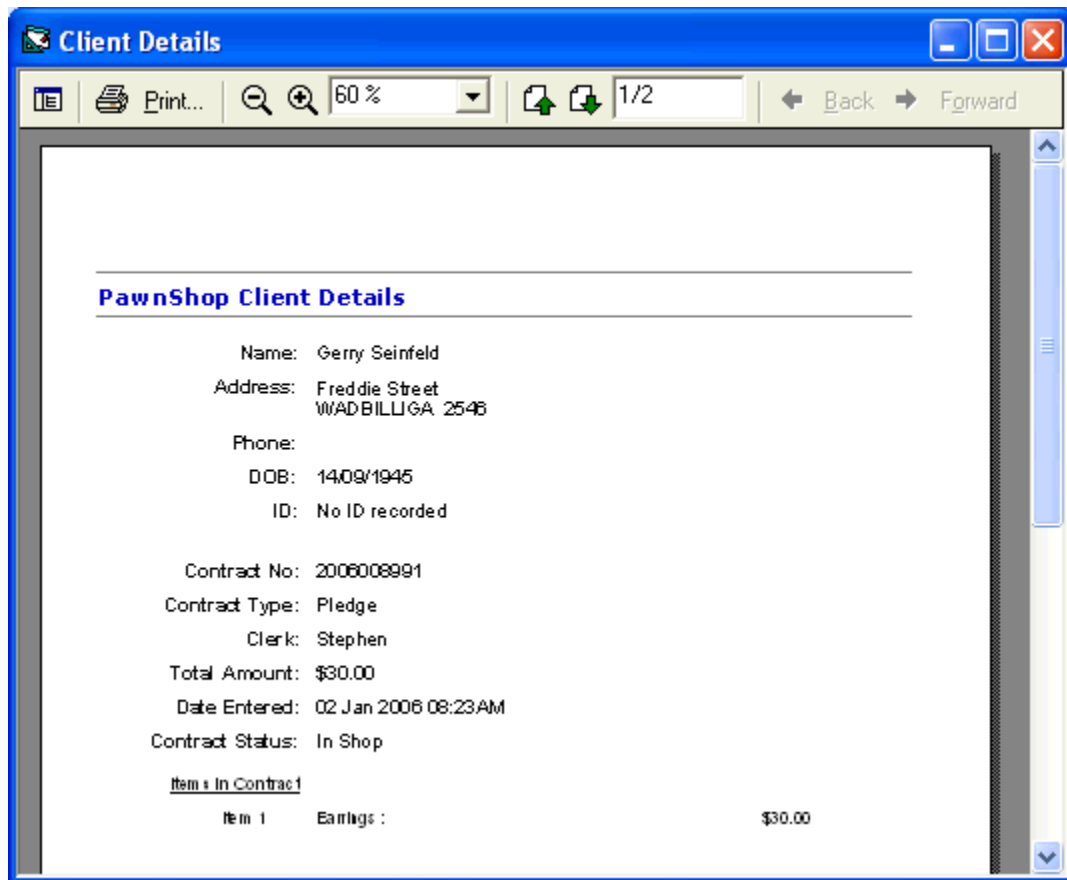 Client Details
Print...
60 %
1/2
Back
Forward
PawnShop Client Details
Name: Gerry Seinfeld
Address: Freddie Street
WADBILLIGA 2546
Phone:
DOB: 14/09/1945
ID: No ID recorded
Contract No: 2006008991
Contract Type: Pledge
Clerk: Stephen
Total Amount: $30.00
Date Entered: 02 Jan 2006 08:23AM
Contract Status: In Shop
Items In Contract
Item 1 Earrings : $30.00